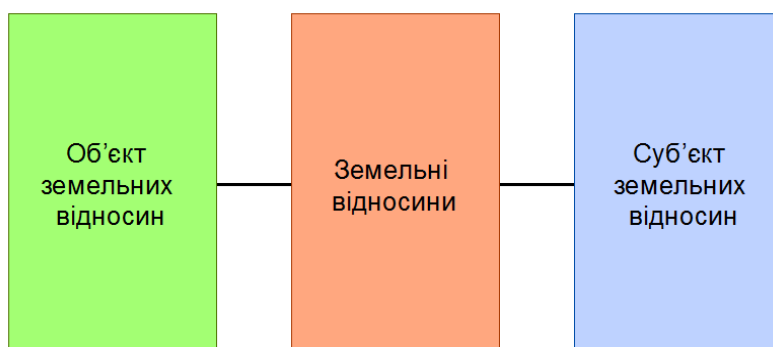 Об’єкт
земельних
відносин
Земельні
відносини
Суб’єкт
земельних
відносин